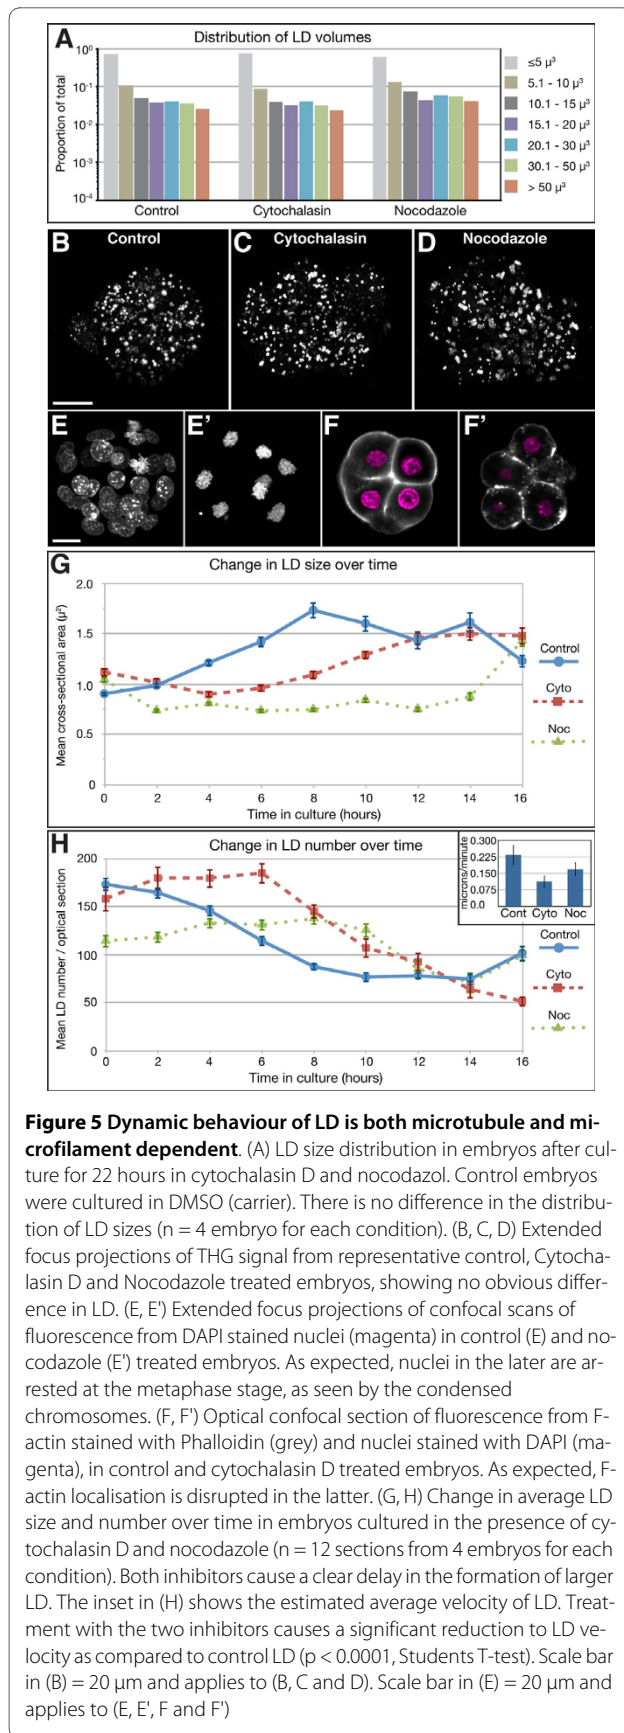 A
Distribution of LD volumes
Proportion of total
10⁰
10⁻¹
10⁻²
10⁻³
10⁻⁴
Control
Cytochalasin
Nocodazole
≤5 µ³
5.1 - 10 µ³
10.1 - 15 µ³
15.1 - 20 µ³
20.1 - 30 µ³
30.1 - 50 µ³
> 50 µ³
B Control
C Cytochalasin
D Nocodazole
E
E'
F
F'
G
Change in LD size over time
Mean cross-sectional area (µ²)
2.0
1.5
1.0
0.5
0
0 2 4 6 8 10 12 14 16
Time in culture (hours)
Control
Cyto
Noc
H
Change in LD number over time
Mean LD number / optical section
200
150
100
50
0
0 2 4 6 8 10 12 14 16
Time in culture (hours)
microns/minute
0.300
0.225
0.150
0.075
0.0
Cont Cyto Noc
Control
Cyto
Noc
Figure 5 Dynamic behaviour of LD is both microtubule and mi-
crofilament dependent. (A) LD size distribution in embryos after cul-
ture for 22 hours in cytochalasin D and nocodazol. Control embryos
were cultured in DMSO (carrier). There is no difference in the distribu-
tion of LD sizes (n = 4 embryo for each condition). (B, C, D) Extended
focus projections of THG signal from representative control, Cytocha-
lasin D and Nocodazole treated embryos, showing no obvious differ-
ence in LD. (E, E') Extended focus projections of confocal scans of
fluorescence from DAPI stained nuclei (magenta) in control (E) and no-
codazole (E') treated embryos. As expected, nuclei in the later are ar-
rested at the metaphase stage, as seen by the condensed
chromosomes. (F, F') Optical confocal section of fluorescence from F-
actin stained with Phalloidin (grey) and nuclei stained with DAPI (ma-
genta), in control and cytochalasin D treated embryos. As expected, F-
actin localisation is disrupted in the latter. (G, H) Change in average LD
size and number over time in embryos cultured in the presence of cy-
tochalasin D and nocodazole (n = 12 sections from 4 embryos for each
condition). Both inhibitors cause a clear delay in the formation of larger
LD. The inset in (H) shows the estimated average velocity of LD. Treat-
ment with the two inhibitors causes a significant reduction to LD ve-
locity as compared to control LD (p < 0.0001, Students T-test). Scale bar
in (B) = 20 µm and applies to (B, C and D). Scale bar in (E) = 20 µm and
applies to (E, E', F and F')